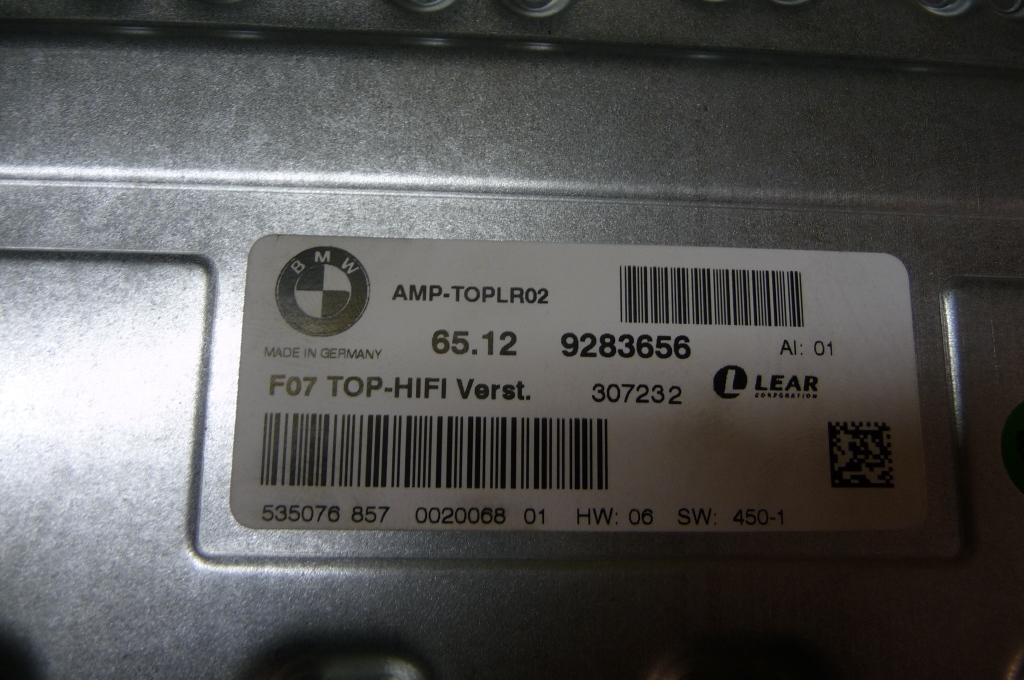 BMW
AMP-TOPLR02
65.12 9283656 AI: 01
MADE IN GERMANY
F07 TOP-HIFI Verst. 307232 LEAR
CORPORATION
535076 857 0020068 01 HW: 06 SW: 450-1